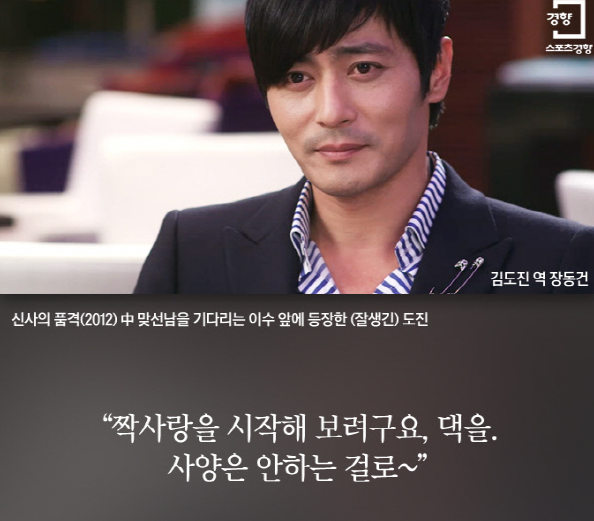 경향
스포츠경향
김도진 역 장동건
신사의 품격(2012) 中 맞선남을 기다리는 이수 앞에 등장한 (잘생긴) 도진
“짝사랑을 시작해 보려구요, 댁을.
사양은 안하는 걸로~”